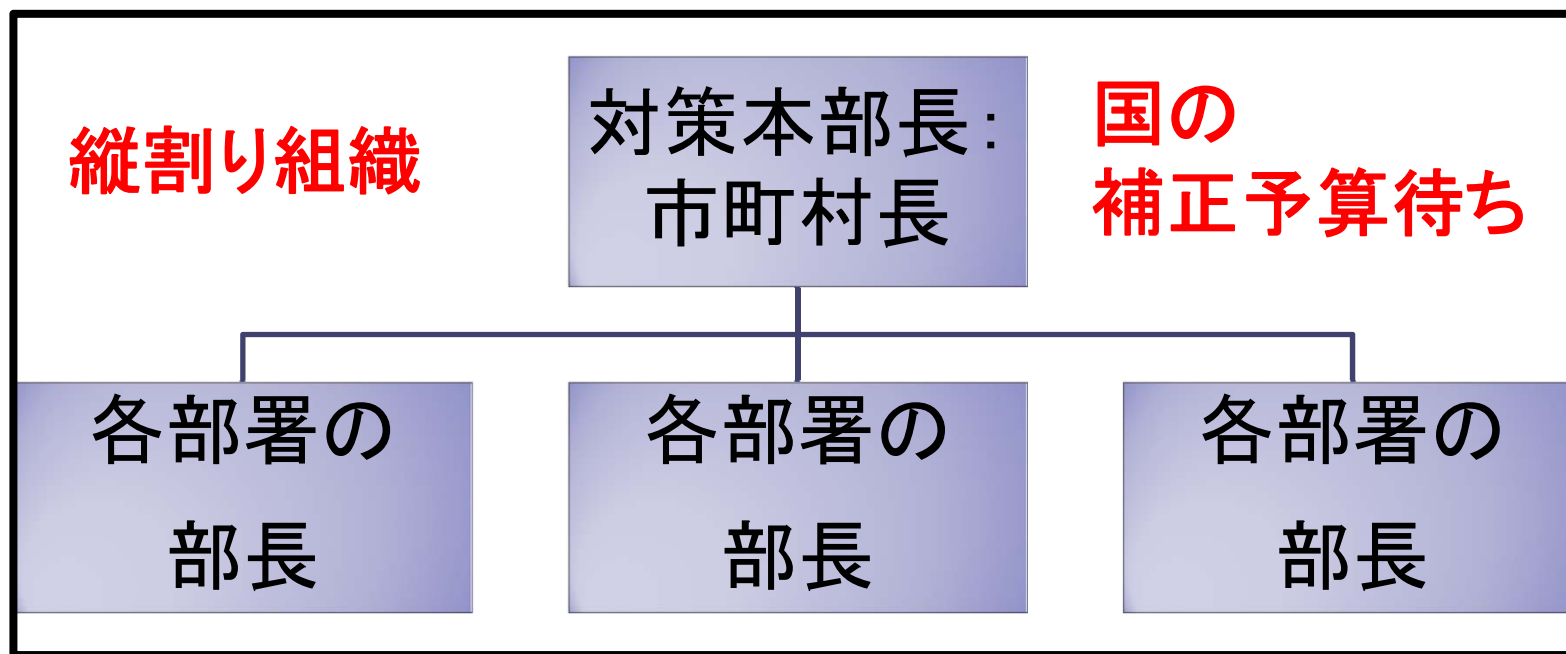 縦割り組織
対策本部長：
市町村長
国の
補正予算待ち
各部署の
部長
各部署の
部長
各部署の
部長